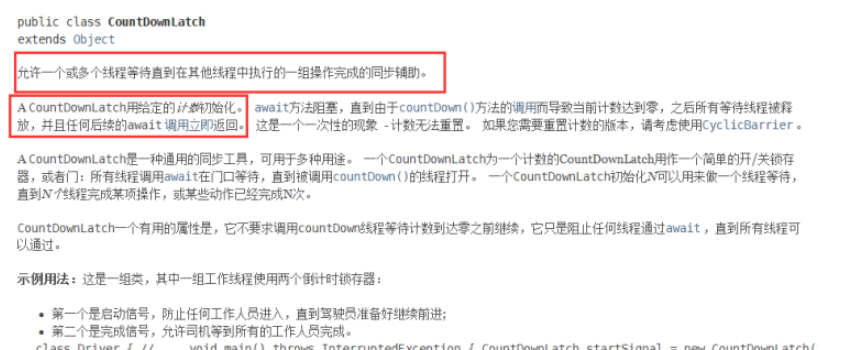 public class CountDownLatch
extends Object
允许一个或多个线程等待直到在其他线程中执行的一组操作完成的同步辅助。
A CountDownLatch用给定的计数初始化。 await方法阻塞，直到由于countDown()方法的调用而导致当前计数达到零，之后所有等待线程被释
放，并且任何后续的await 调用立即返回。 这是一个一次性的现象 - 计数无法重置。 如果您需要重置计数的版本，请考虑使用CyclicBarrier 。
A CountDownLatch是一种通用的同步工具，可用于多种用途。 一个CountDownLatch为一个计数的CountDownLatch用作一个简单的开/关锁存
器，或者门：所有线程调用await在门口等待，直到被调用countDown()的线程打开。 一个CountDownLatch初始化N可以用来做一个线程等待，
直到N个线程完成某项操作，或某些动作已经完成N次。
CountDownLatch一个有用的属性是，它不要求调用countDown线程等待计数到达零之前继续，它只是阻止任何线程通过await ，直到所有线程可
以通过。
示例用法：这是一组类，其中一组工作线程使用两个倒计时锁存器：
• 第一个是启动信号，防止任何工作人员进入，直到驾驶员准备好继续前进;
• 第二个是完成信号，允许司机等到所有的工作人员完成。
class Driver { // ... void main() throws InterruptedException { CountDownLatch startSignal = new CountDownLatch(